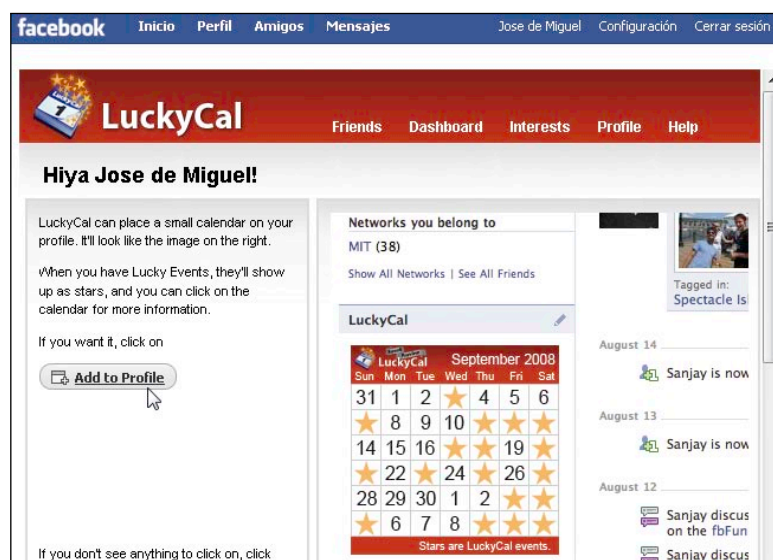 facebook Inicio Perfil Amigos Mensajes Jose de Miguel Configuración Cerrar sesión
LuckyCal
Friends Dashboard Interests Profile Help
Hiya Jose de Miguel!
LuckyCal can place a small calendar on your
profile. It'll look like the image on the right.
When you have Lucky Events, they'll show
up as stars, and you can click on the
calendar for more information.
If you want it, click on
Add to Profile
If you don't see anything to click on, click
Networks you belong to
MIT (38)
Show All Networks | See All Friends
LuckyCal
LuckyCal September 2008
Sun Mon Tue Wed Thu Fri Sat
31 1 2 4 5 6
8 9 10
14 15 16 19
22 24 26
28 29 30 1 2
6 7 8
Stars are LuckyCal events.
Tagged in:
Spectacle Is
August 14
Sanjay is now
August 13
Sanjay is now
August 12
Sanjay discus
on the fbFun
Sanjay discus